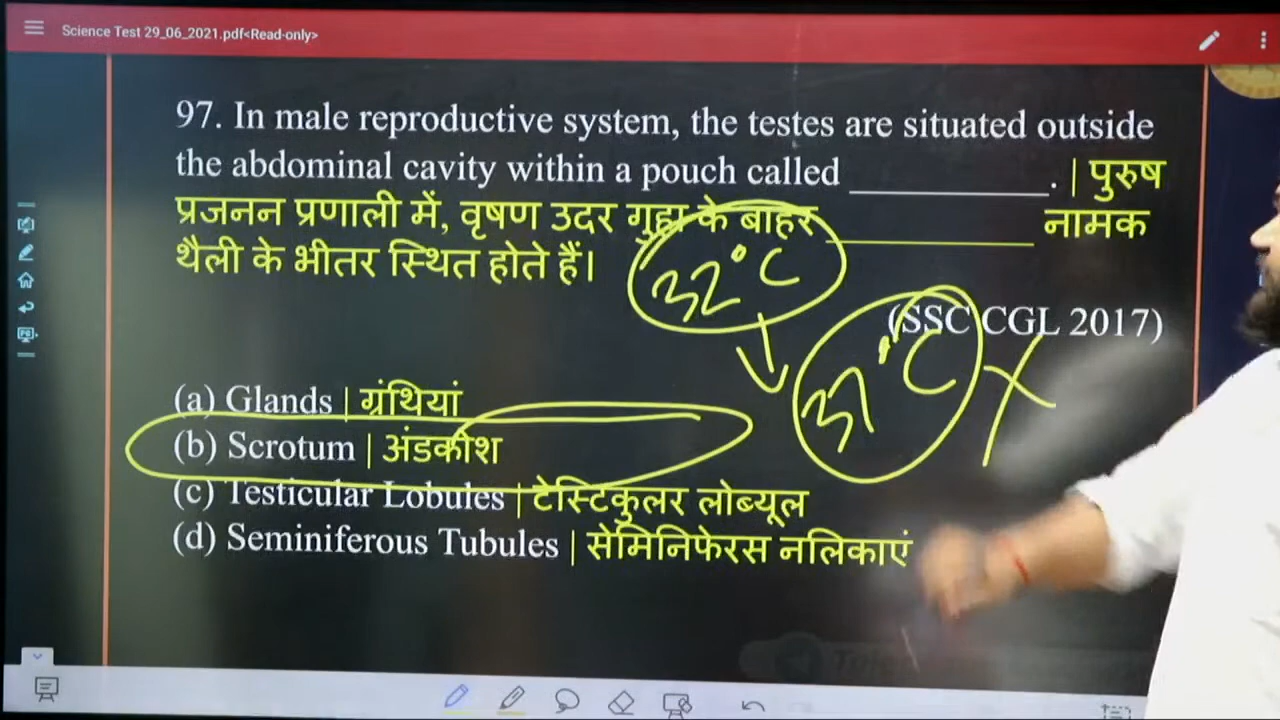 Science Test 29_06_2021.pdf<Read-only>
97. In male reproductive system, the testes are situated outside
the abdominal cavity within a pouch called ___________. | पुरुष
प्रजनन प्रणाली में, वृषण उदर गुहा के बाहर ___________ नामक
थैली के भीतर स्थित होते हैं।
32°C
(SSC CGL 2017)
37°C X
(a) Glands | ग्रंथियां
(b) Scrotum | अंडकोश
(c) Testicular Lobules | टेस्टिकुलर लोब्यूल
(d) Seminiferous Tubules | सेमिनिफेरस नलिकाएं